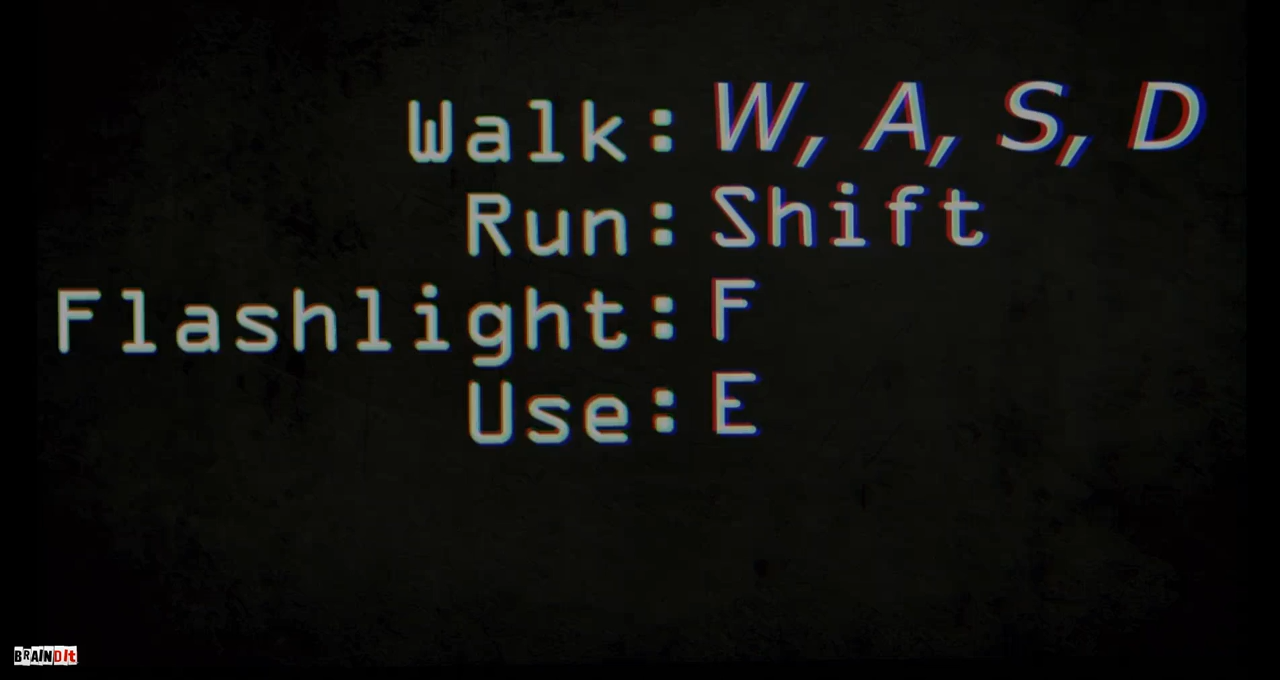 Walk: W, A, S, D
Run: Shift
Flashlight: F
Use: E
BRAINDIt